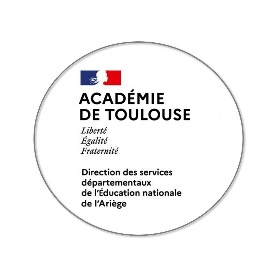 ACADÉMIE
DE TOULOUSE
Liberté
Égalité
Fraternité
Direction des services
départementaux
de l'Éducation nationale
de l'Ariège